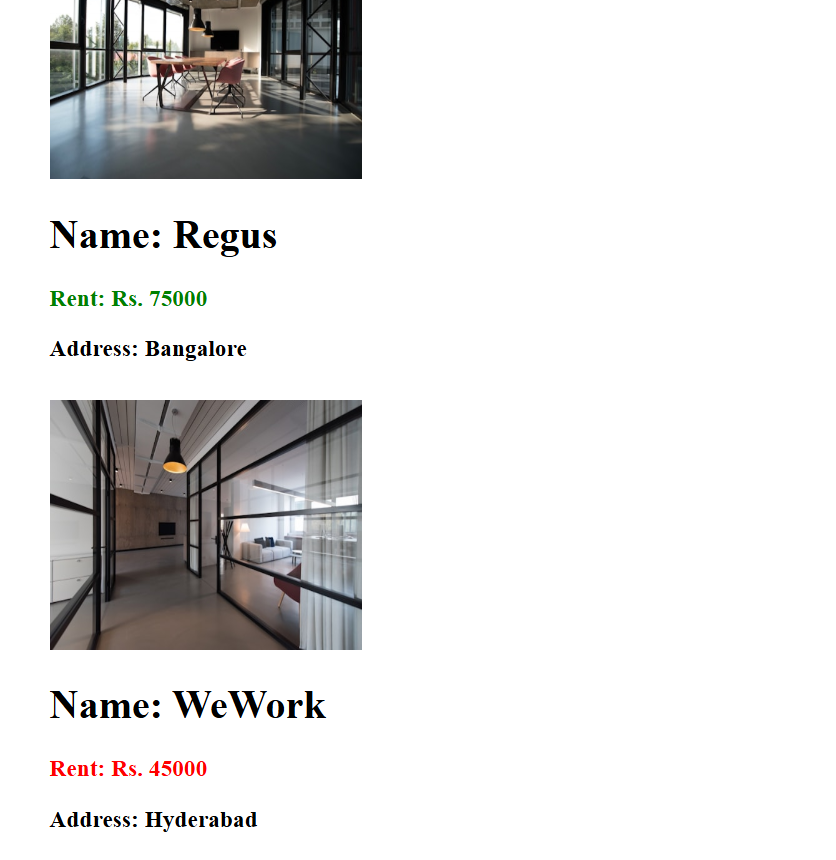 Name: Regus
Rent: Rs. 75000
Address: Bangalore
Name: WeWork
Rent: Rs. 45000
Address: Hyderabad